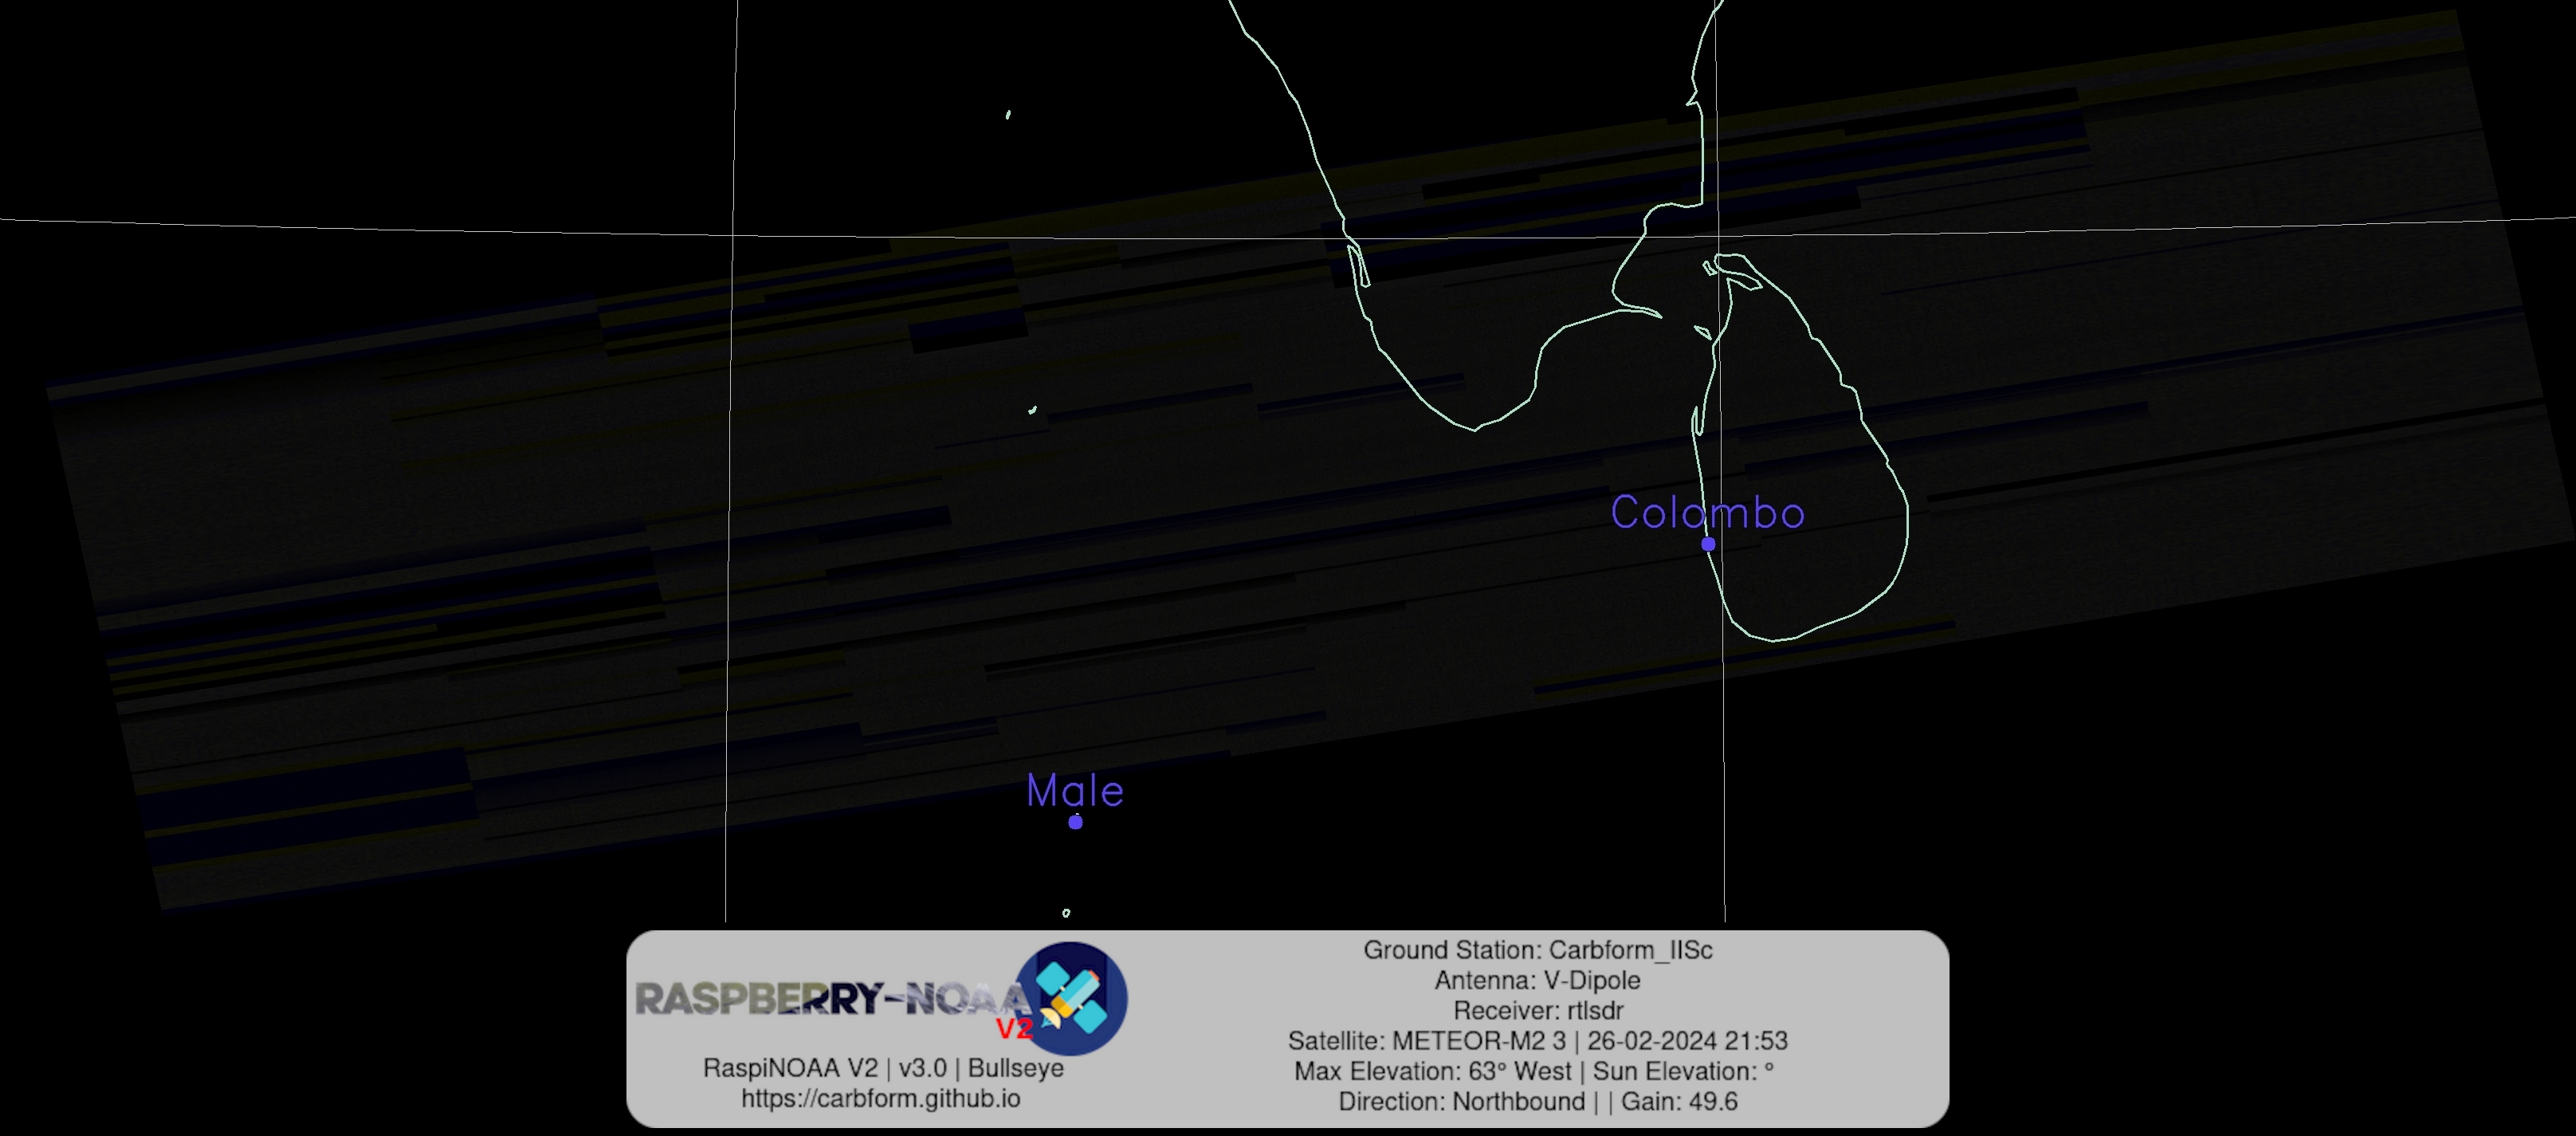 Colombo
Male
RASPBERRY-NOAA
V2
RaspiNOAA V2 | v3.0 | Bullseye
https://carbform.github.io
Ground Station: Carbform_IISc
Antenna: V-Dipole
Receiver: rtlsdr
Satellite: METEOR-M2 3 | 26-02-2024 21:53
Max Elevation: 63° West | Sun Elevation: °
Direction: Northbound | | Gain: 49.6